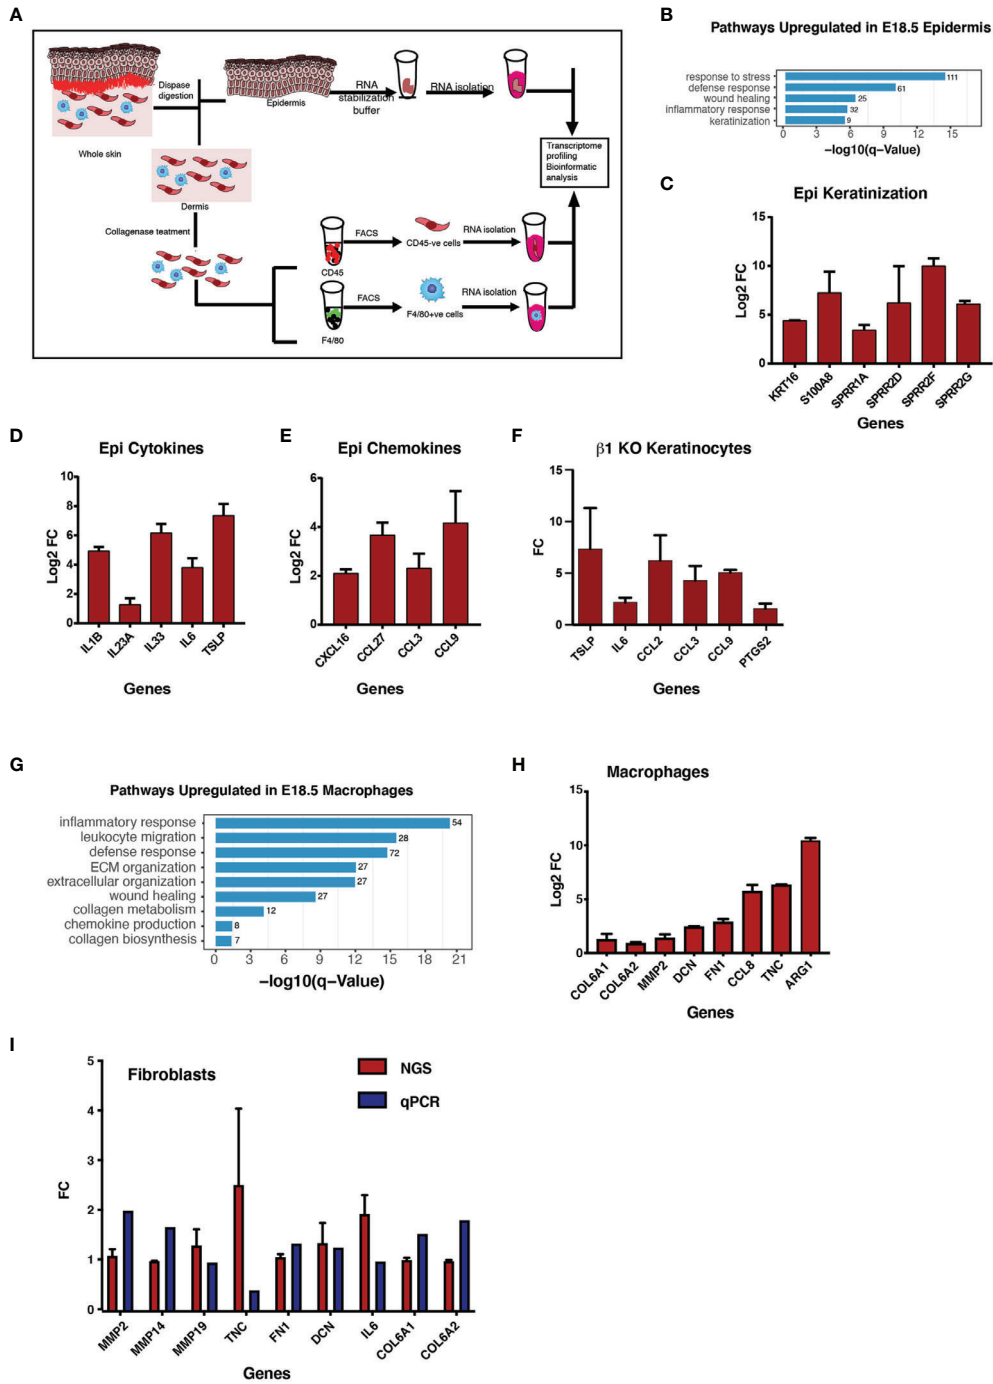 A
Dispase
digestion
Whole skin
Epidermis
RNA
stabilization
buffer
RNA isolation
Transcriptome
profiling
Bioinformatic
analysis
Dermis
Collagenase teatment
CD45
FACS
CD45-ve cells
RNA isolation
F4/80
FACS
F4/80+ve cells
RNA isolation
B
Pathways Upregulated in E18.5 Epidermis
response to stress 111
defense response 61
wound healing 25
inflammatory response 32
keratinization 9
0 3 6 9 12 15
−log10(q−Value)
C
Epi Keratinization
Log2 FC
15
10
5
0
KRT16 S100A8 SPRR1A SPRR2D SPRR2F SPRR2G
Genes
D
Epi Cytokines
Log2 FC
10
8
6
4
2
0
IL1B IL23A IL33 IL6 TSLP
Genes
E
Epi Chemokines
Log2 FC
6
4
2
0
CXCL16 CCL27 CCL3 CCL9
Genes
F
β1 KO Keratinocytes
FC
15
10
5
0
TSLP IL6 CCL2 CCL3 CCL9 PTGS2
Genes
G
Pathways Upregulated in E18.5 Macrophages
inflammatory response 54
leukocyte migration 28
defense response 72
ECM organization 27
extracellular organization 27
wound healing 27
collagen metabolism 12
chemokine production 8
collagen biosynthesis 7
0 3 6 9 12 15 18 21
−log10(q−Value)
H
Macrophages
Log2 FC
15
10
5
0
COL6A1 COL6A2 MMP2 DCN FN1 CCL8 TNC ARG1
Genes
I
Fibroblasts
NGS
qPCR
FC
5
4
3
2
1
0
MMP2 MMP14 MMP19 TNC FN1 DCN IL6 COL6A1 COL6A2
Genes